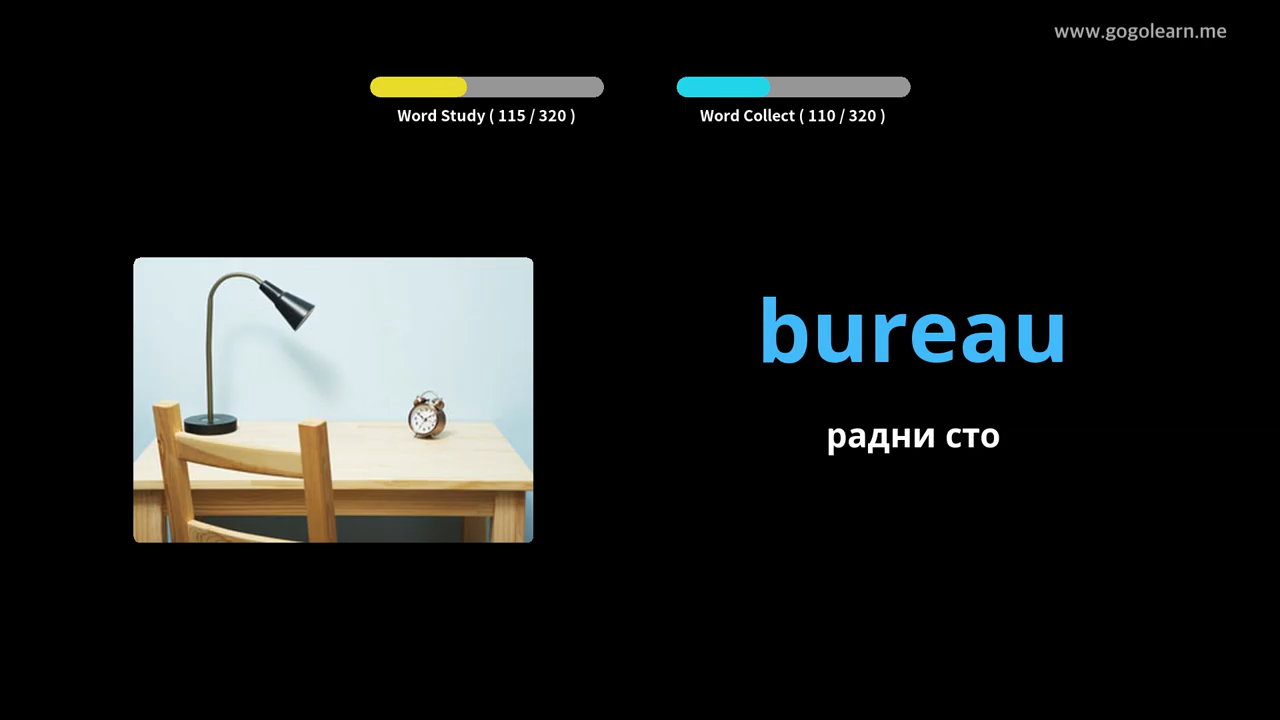 www.gogolearn.me
Word Study ( 115 / 320 )
Word Collect ( 110 / 320 )
bureau
радни сто